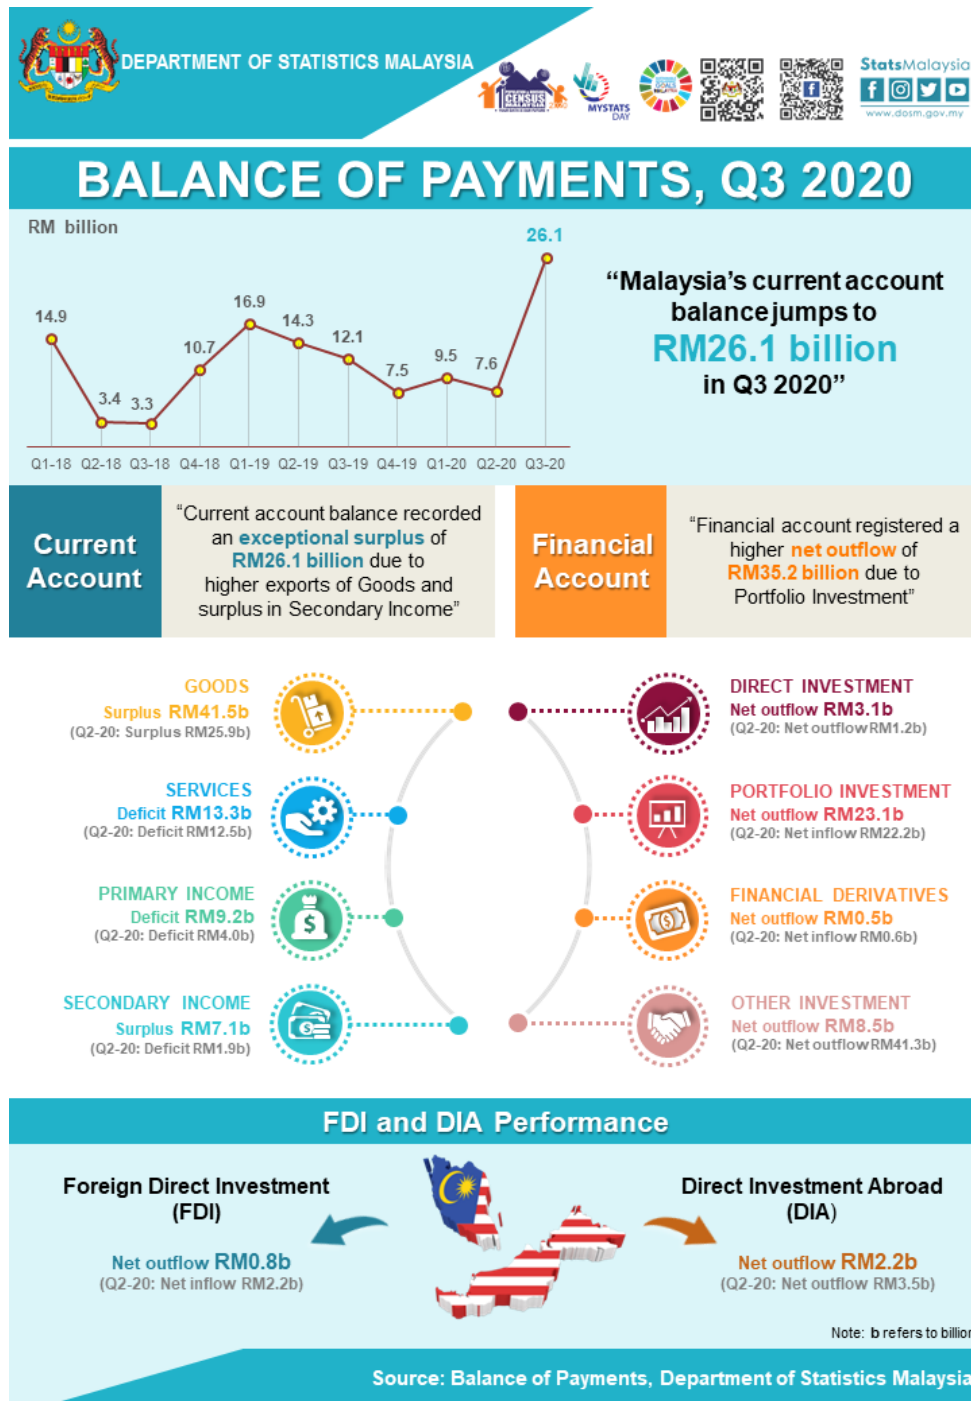 DEPARTMENT OF STATISTICS MALAYSIA
CENSUS
MYSTATS
DAY
StatsMalaysia
www.dosm.gov.my
BALANCE OF PAYMENTS, Q3 2020
RM billion
14.9
3.4
3.3
10.7
16.9
14.3
12.1
7.5
9.5
7.6
26.1
Q1-18 Q2-18 Q3-18 Q4-18 Q1-19 Q2-19 Q3-19 Q4-19 Q1-20 Q2-20 Q3-20
“Malaysia’s current account
balance jumps to
RM26.1 billion
in Q3 2020”
Current
Account
“Current account balance recorded
an exceptional surplus of
RM26.1 billion due to
higher exports of Goods and
surplus in Secondary Income”
Financial
Account
“Financial account registered a
higher net outflow of
RM35.2 billion due to
Portfolio Investment”
GOODS
Surplus RM41.5b
(Q2-20: Surplus RM25.9b)
SERVICES
Deficit RM13.3b
(Q2-20: Deficit RM12.5b)
PRIMARY INCOME
Deficit RM9.2b
(Q2-20: Deficit RM4.0b)
SECONDARY INCOME
Surplus RM7.1b
(Q2-20: Deficit RM1.9b)
DIRECT INVESTMENT
Net outflow RM3.1b
(Q2-20: Net outflow RM1.2b)
PORTFOLIO INVESTMENT
Net outflow RM23.1b
(Q2-20: Net inflow RM22.2b)
FINANCIAL DERIVATIVES
Net outflow RM0.5b
(Q2-20: Net inflow RM0.6b)
OTHER INVESTMENT
Net outflow RM8.5b
(Q2-20: Net outflow RM41.3b)
FDI and DIA Performance
Foreign Direct Investment
(FDI)
Net outflow RM0.8b
(Q2-20: Net inflow RM2.2b)
Direct Investment Abroad
(DIA)
Net outflow RM2.2b
(Q2-20: Net outflow RM3.5b)
Note: b refers to billion
Source: Balance of Payments, Department of Statistics Malaysia